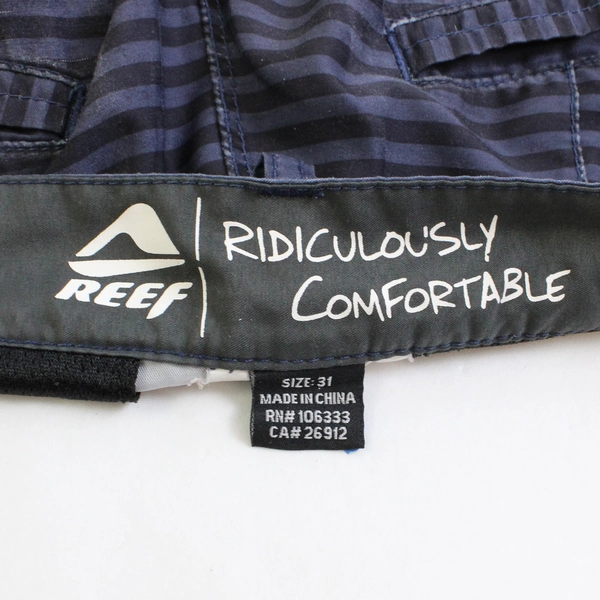 REEF
RIDICULOUSLY
COMFORTABLE
SIZE: 31
MADE IN CHINA
RN# 106333
CA# 26912